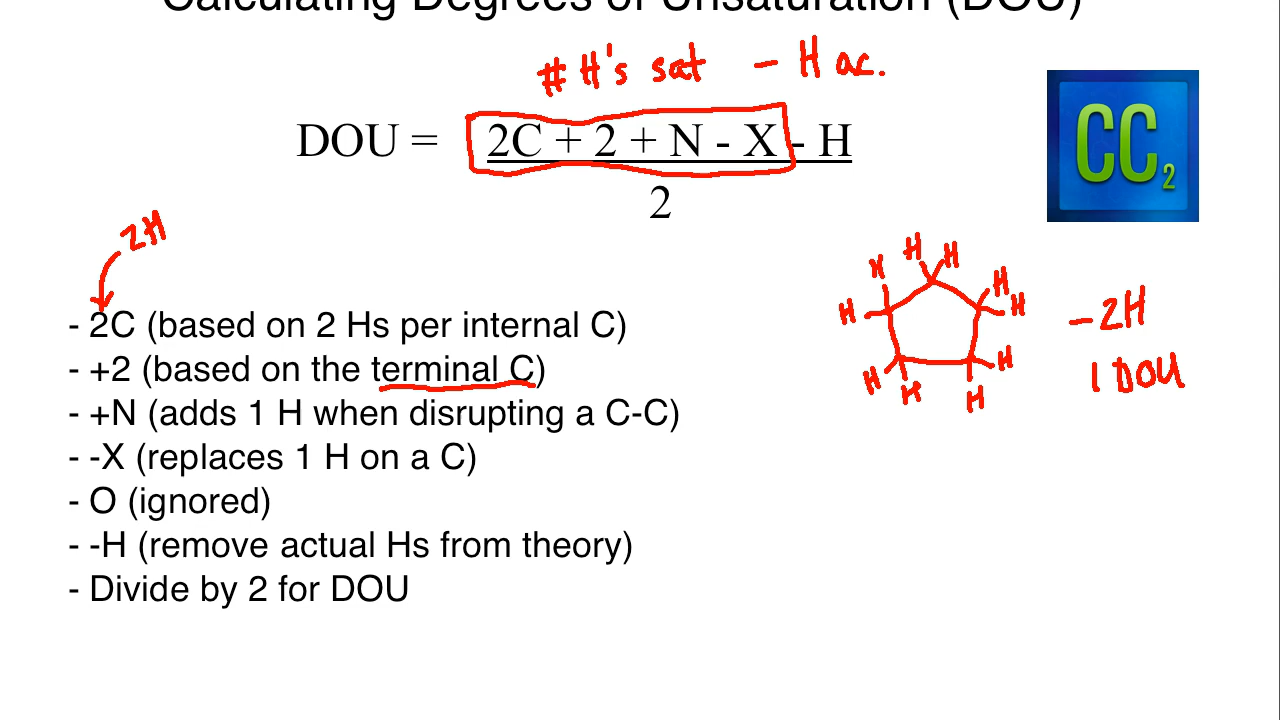 Calculating Degrees of Unsaturation (DOU)
# H's sat - H ac.
DOU = 2C + 2 + N - X - H
2
CC2
2H
- 2C (based on 2 Hs per internal C)
- +2 (based on the terminal C)
- +N (adds 1 H when disrupting a C-C)
- -X (replaces 1 H on a C)
- O (ignored)
- -H (remove actual Hs from theory)
- Divide by 2 for DOU
H H H
H
H H
H
H H H
-2H
1 DOU